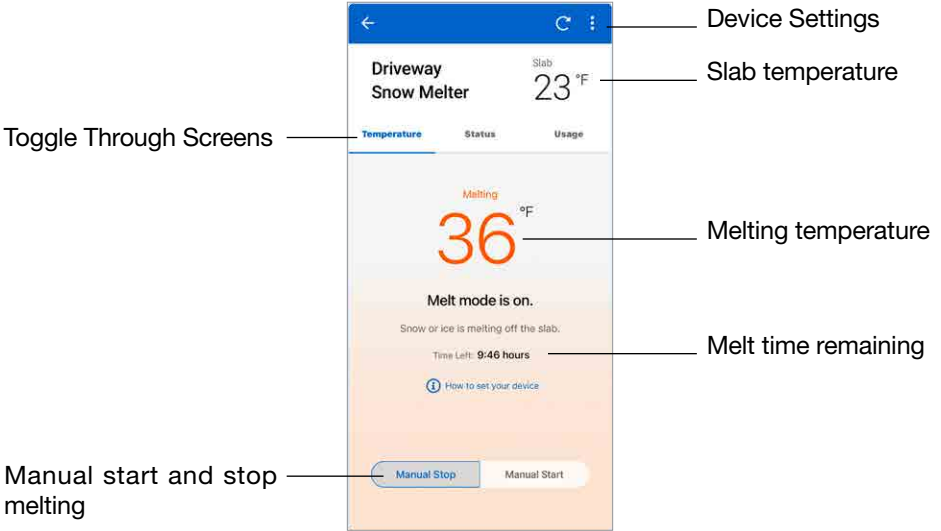 Device Settings
Driveway
Snow Melter
Slab
23 °F
Slab temperature
Toggle Through Screens
Temperature
Status
Usage
Melting
36 °F
Melting temperature
Melt mode is on.
Snow or ice is melting off the slab.
Time Left: 9:46 hours
Melt time remaining
How to set your device
Manual start and stop
melting
Manual Stop
Manual Start